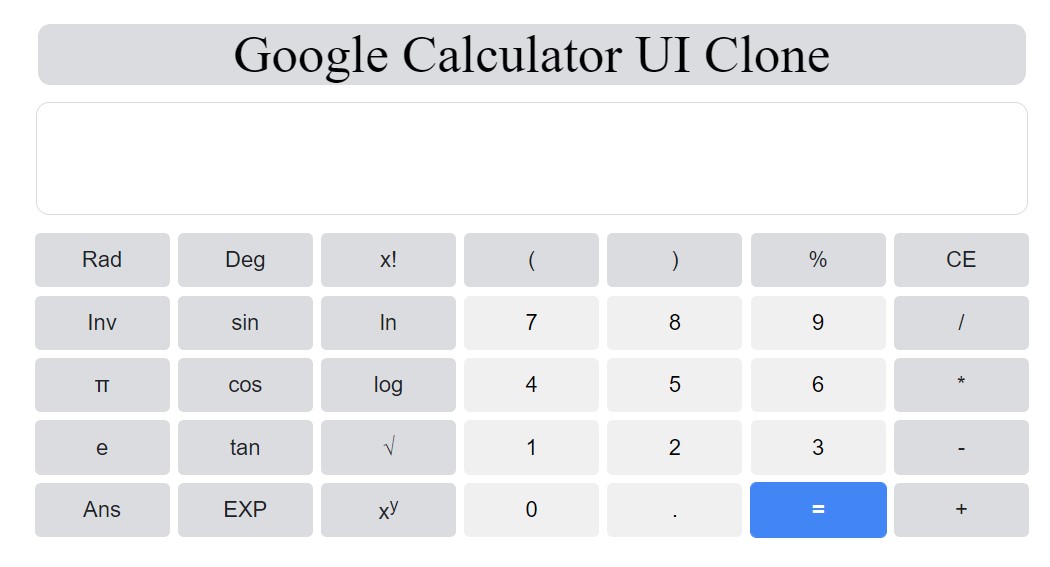 Google Calculator UI Clone
Rad Deg x! ( ) % CE
Inv sin ln 7 8 9 /
π cos log 4 5 6 *
e tan √ 1 2 3 -
Ans EXP xʸ 0 . = +